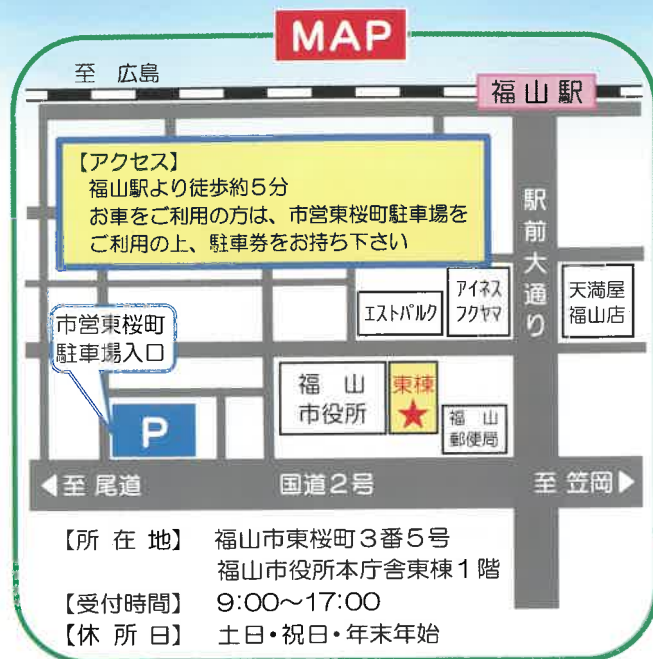 MAP
至 広島
福山駅
【アクセス】
福山駅より徒歩約5分
お車をご利用の方は、市営東桜町駐車場を
ご利用の上、駐車券をお持ち下さい
駅前大通り
エストパルク
アイネス
フクヤマ
天満屋
福山店
市営東桜町
駐車場入口
P
福山
市役所
東棟
★
福山
郵便局
◀至 尾道
国道2号
至 笠岡▶
【所在地】 福山市東桜町3番5号
福山市役所本庁舎東棟1階
【受付時間】 9:00~17:00
【休所日】 土日・祝日・年末年始